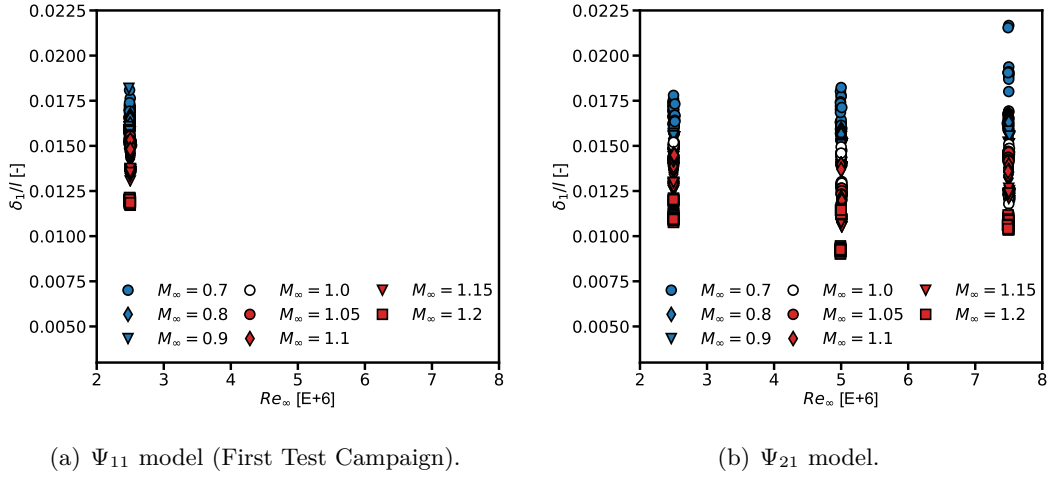 0.0225
0.0200
0.0175
0.0150
0.0125
0.0100
0.0075
0.0050
δ₁/l [-]
M∞ = 0.7
M∞ = 0.8
M∞ = 0.9
M∞ = 1.0
M∞ = 1.05
M∞ = 1.1
M∞ = 1.15
M∞ = 1.2
2 3 4 5 6 7 8
Re∞ [E+6]
(a) Ψ₁₁ model (First Test Campaign).
0.0225
0.0200
0.0175
0.0150
0.0125
0.0100
0.0075
0.0050
δ₁/l [-]
M∞ = 0.7
M∞ = 0.8
M∞ = 0.9
M∞ = 1.0
M∞ = 1.05
M∞ = 1.1
M∞ = 1.15
M∞ = 1.2
2 3 4 5 6 7 8
Re∞ [E+6]
(b) Ψ₂₁ model.